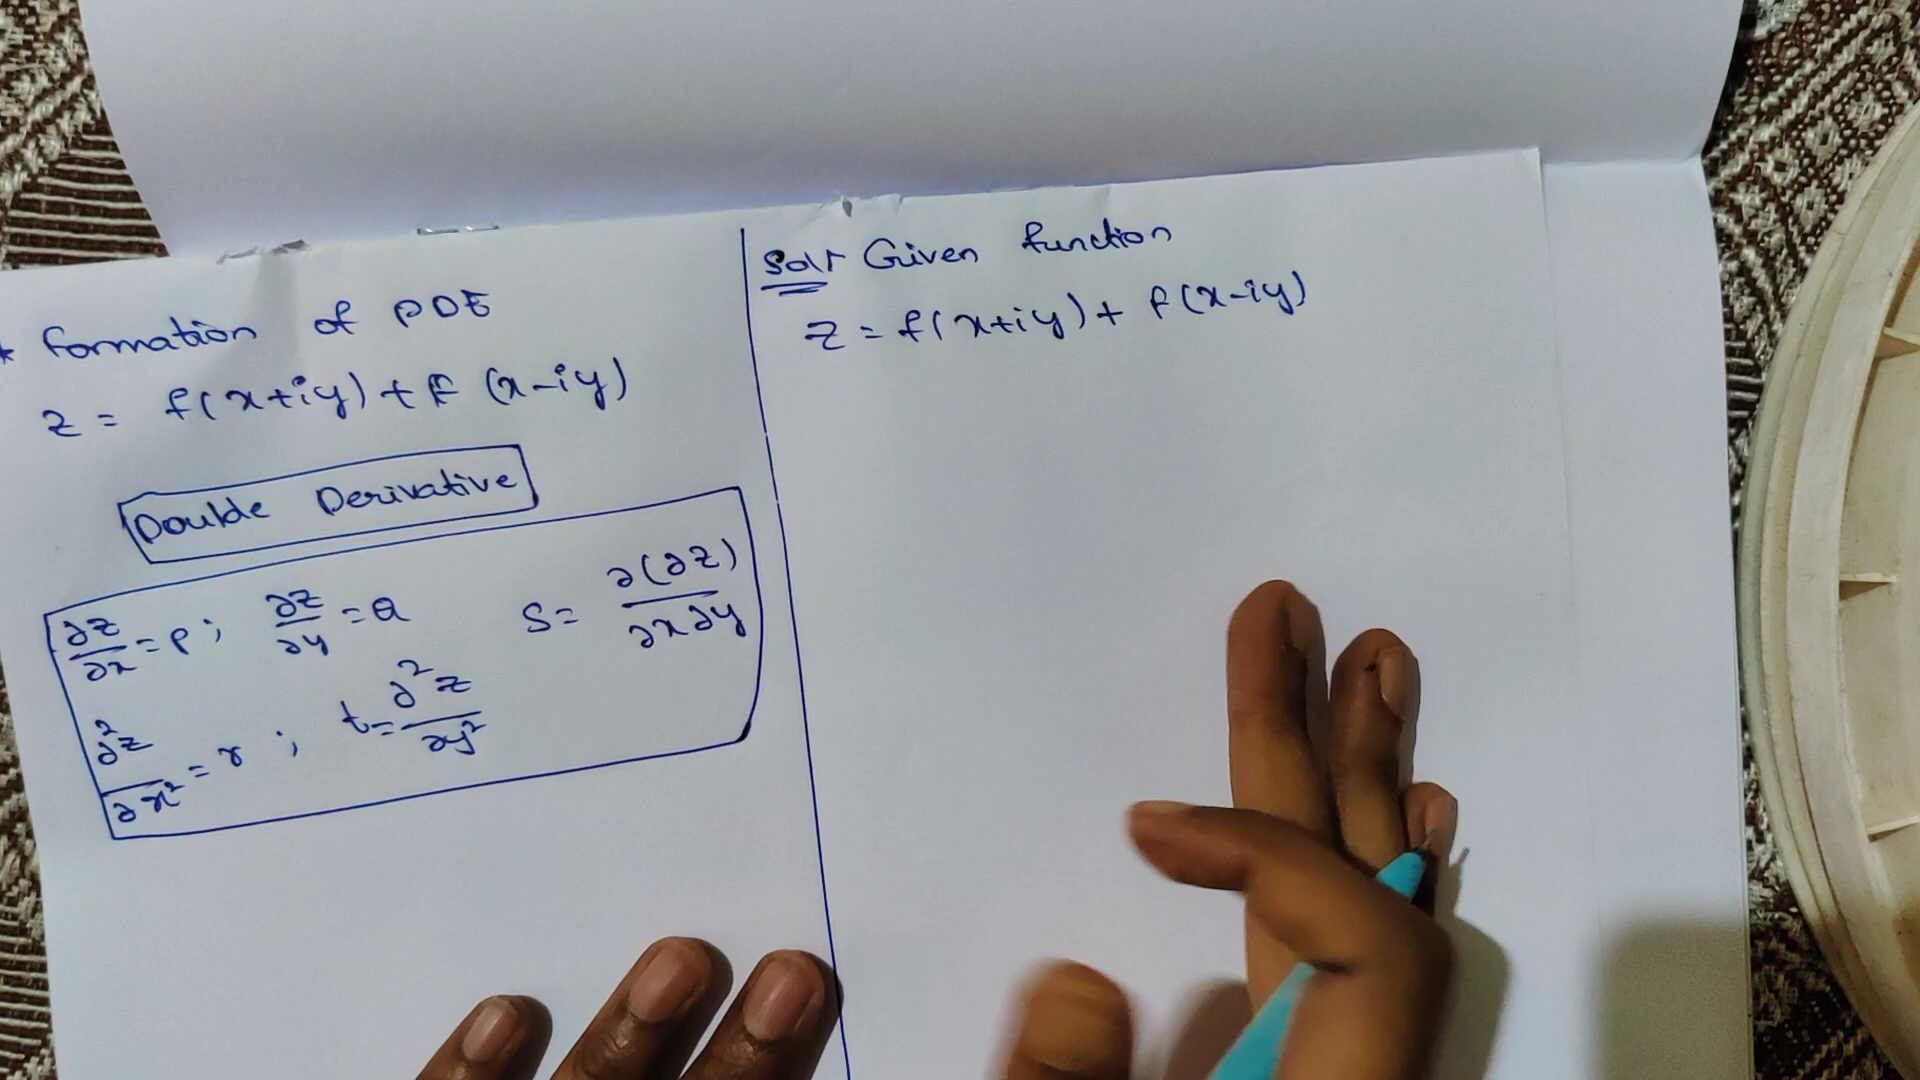 * Formation of PDE
z = f(x+iy) + F (x-iy)
Double Derivative
∂z/∂x = p ; ∂z/∂y = Q S = ∂(∂z)/∂x∂y
∂²z/∂x² = r ; t = ∂²z/∂y²
Sol: Given function
z = f(x+iy) + f(x-iy)